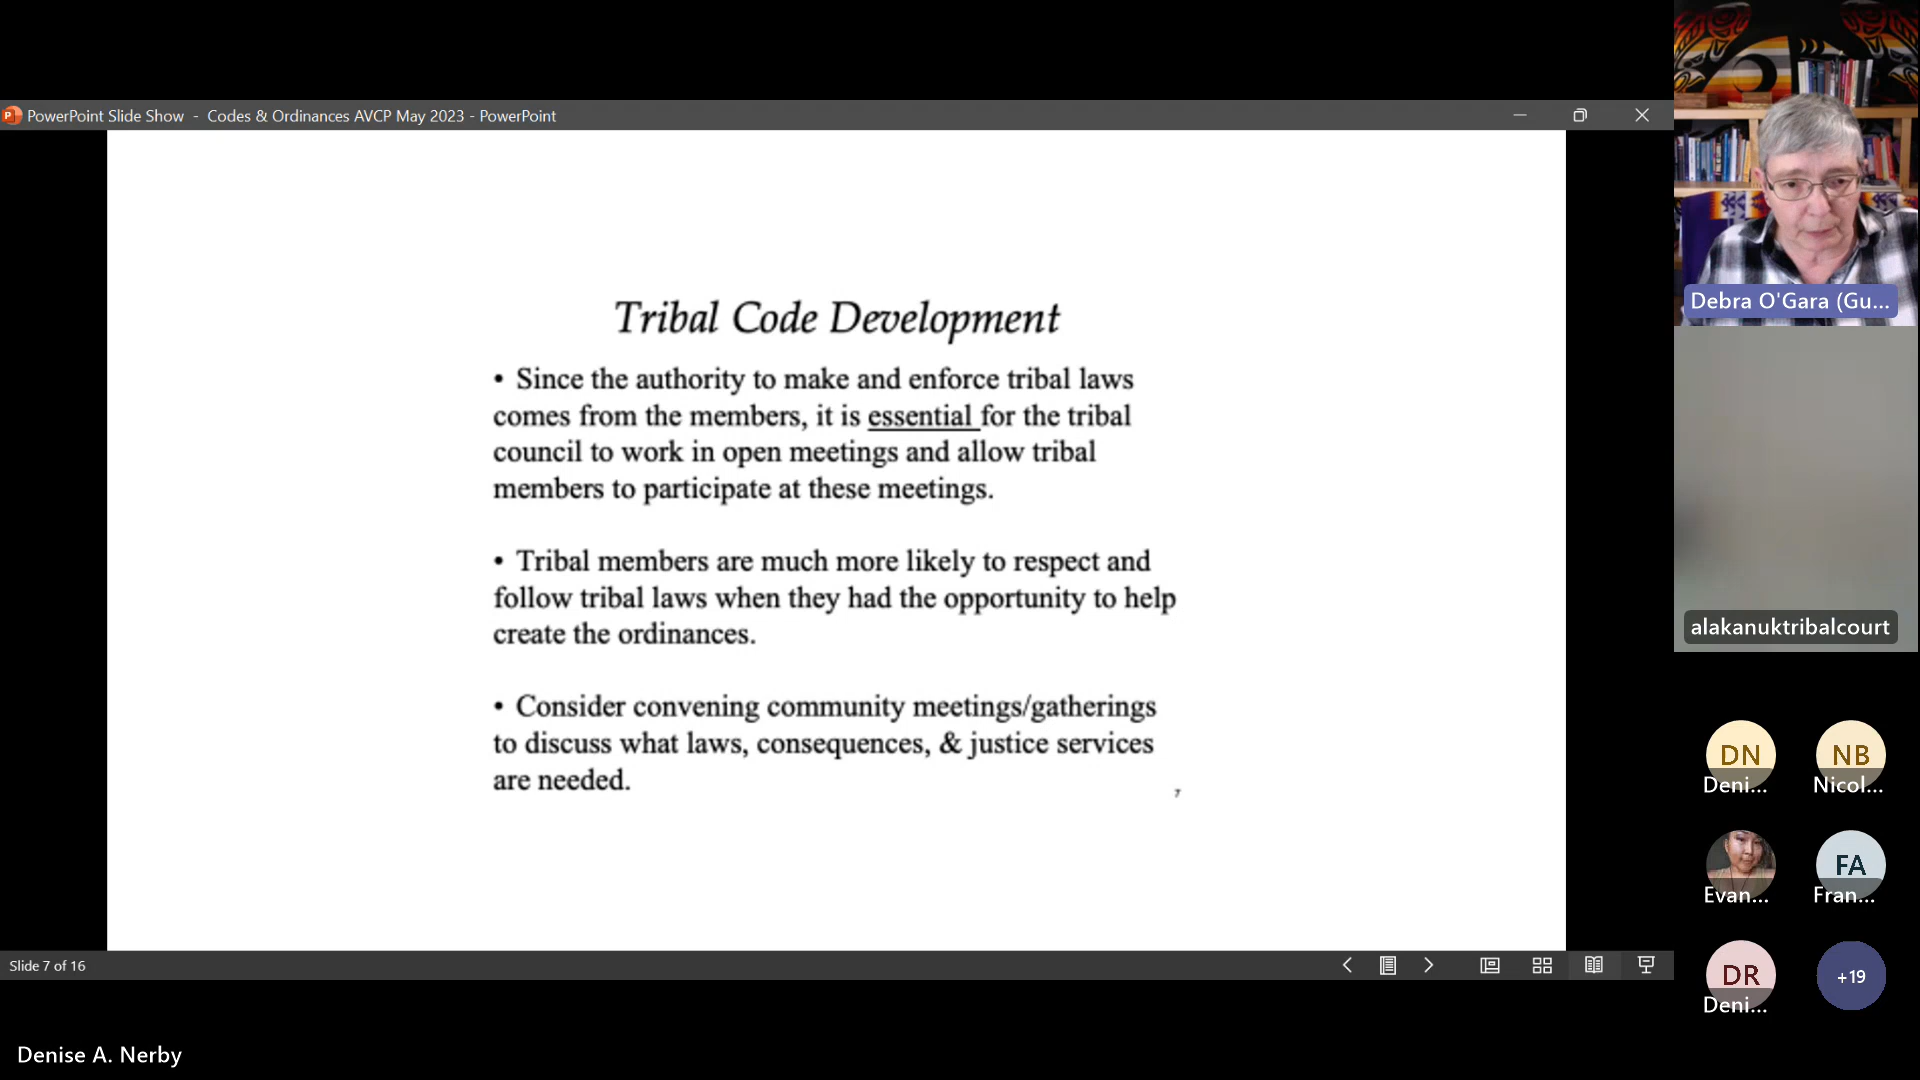 PowerPoint Slide Show - Codes & Ordinances AVCP May 2023 - PowerPoint
Tribal Code Development
• Since the authority to make and enforce tribal laws
comes from the members, it is essential for the tribal
council to work in open meetings and allow tribal
members to participate at these meetings.
• Tribal members are much more likely to respect and
follow tribal laws when they had the opportunity to help
create the ordinances.
• Consider convening community meetings/gatherings
to discuss what laws, consequences, & justice services
are needed.
7
Slide 7 of 16
Denise A. Nerby
Debra O'Gara (Gu...
alakanuktribalcourt
DN
Deni...
NB
Nicol...
Evan...
FA
Fran...
DR
Deni...
+19